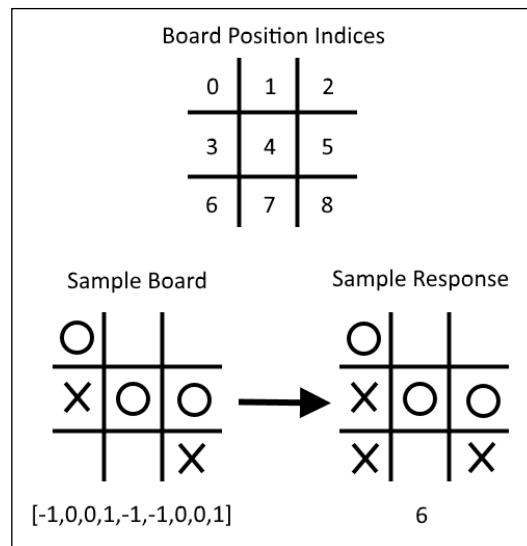 Board Position Indices
0 1 2
3 4 5
6 7 8
Sample Board Sample Response
O O
X O O X O O
X X X
[-1,0,0,1,-1,-1,0,0,1] 6